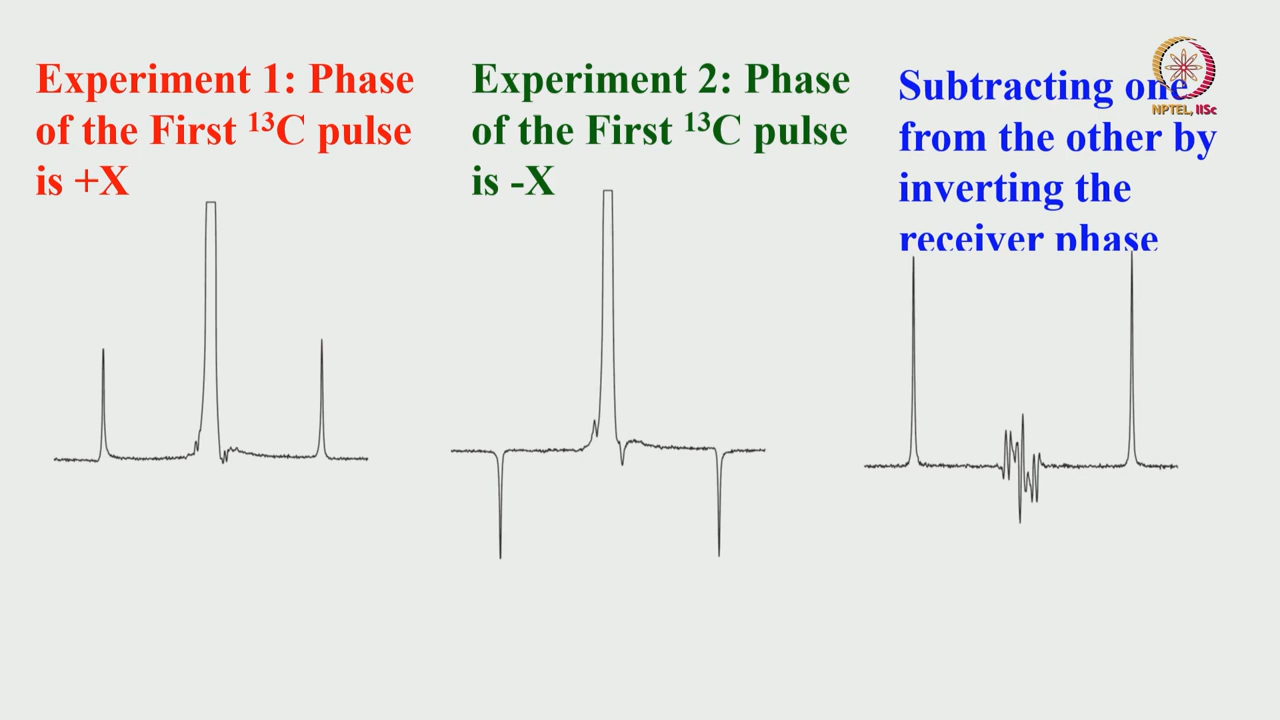 Experiment 1: Phase
of the First ¹³C pulse
is +X
Experiment 2: Phase
of the First ¹³C pulse
is -X
Subtracting one
from the other by
inverting the
receiver phase
NPTEL, IISc